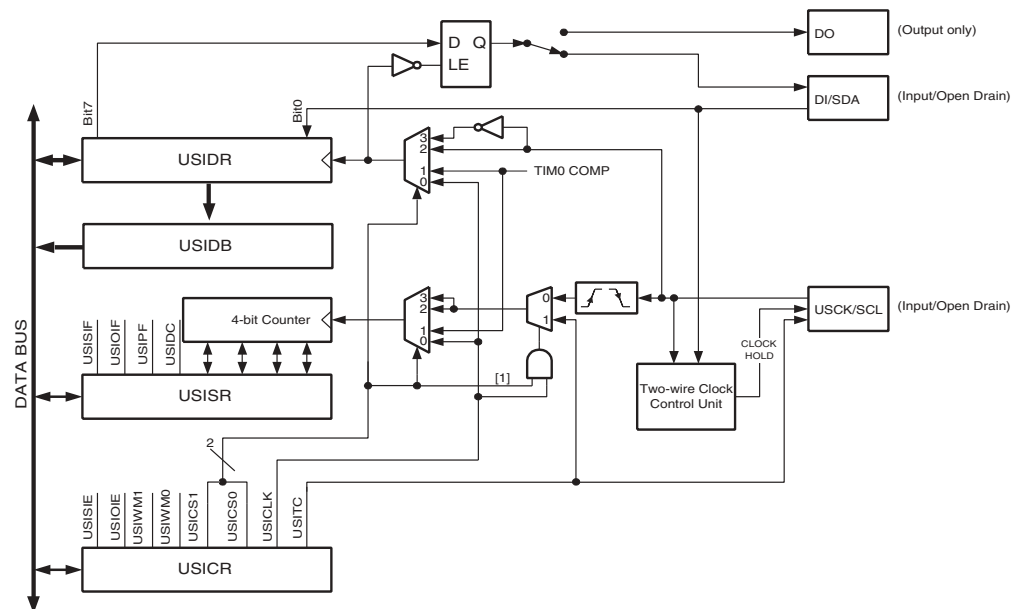 D Q
LE
DO
(Output only)
DI/SDA
(Input/Open Drain)
Bit7
Bit0
USIDR
3
2
1
0
TIM0 COMP
USIDB
DATA BUS
4-bit Counter
3
2
1
0
0
1
USCK/SCL
(Input/Open Drain)
CLOCK
HOLD
USISIF
USIOIF
USIPF
USIDC
USISR
[1]
Two-wire Clock
Control Unit
2
USISIE
USIOIE
USIWM1
USIWM0
USICS1
USICS0
USICLK
USITC
USICR